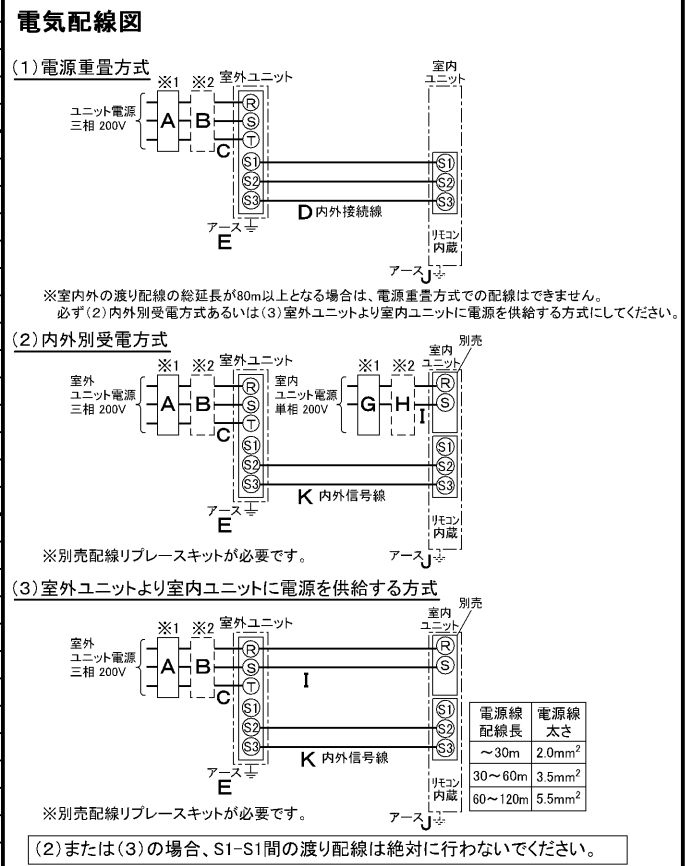 電気配線図
(1)電源重畳方式
※1 ※2 室外ユニット
室内
ユニット
ユニット電源
三相 200V
A B
C
R
S
T
S1
S2
S3
S1
S2
S3
D 内外接続線
アース
E
リモコン
内蔵
アース J
※室内外の渡り配線の総延長が80m以上となる場合は、電源重畳方式での配線はできません。
必ず(2)内外別受電方式あるいは(3)室外ユニットより室内ユニットに電源を供給する方式にしてください。
(2)内外別受電方式
※1 ※2 室外ユニット
※1 ※2 室内
ユニット
別売
室外
ユニット電源
三相 200V
A B
C
R
S
T
S1
S2
S3
室内
ユニット電源
単相 200V
G H
I
R
S
S1
S2
S3
K 内外信号線
アース
E
リモコン
内蔵
アース J
※別売配線リプレースキットが必要です。
(3)室外ユニットより室内ユニットに電源を供給する方式
※1 ※2 室外ユニット
室内
ユニット
別売
室外
ユニット電源
三相 200V
A B
C
R
S
T
S1
S2
S3
I
R
S
S1
S2
S3
K 内外信号線
アース
E
リモコン
内蔵
アース J
電源線
配線長
電源線
太さ
～30m 2.0mm²
30～60m 3.5mm²
60～120m 5.5mm²
※別売配線リプレースキットが必要です。
(2)または(3)の場合、S1-S1間の渡り配線は絶対に行わないでください。